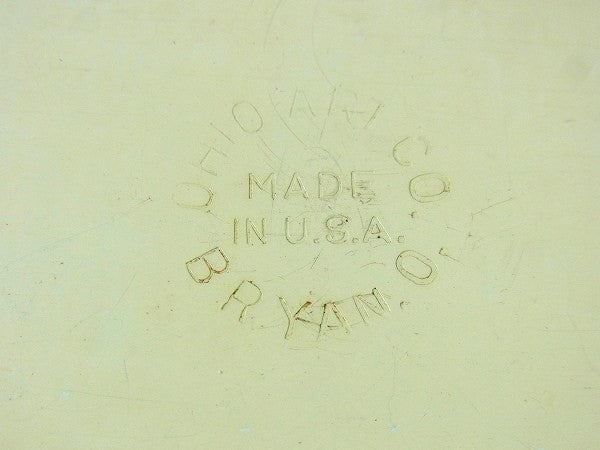 OHIO ART CO.
MADE
IN U.S.A.
BRYAN.O.